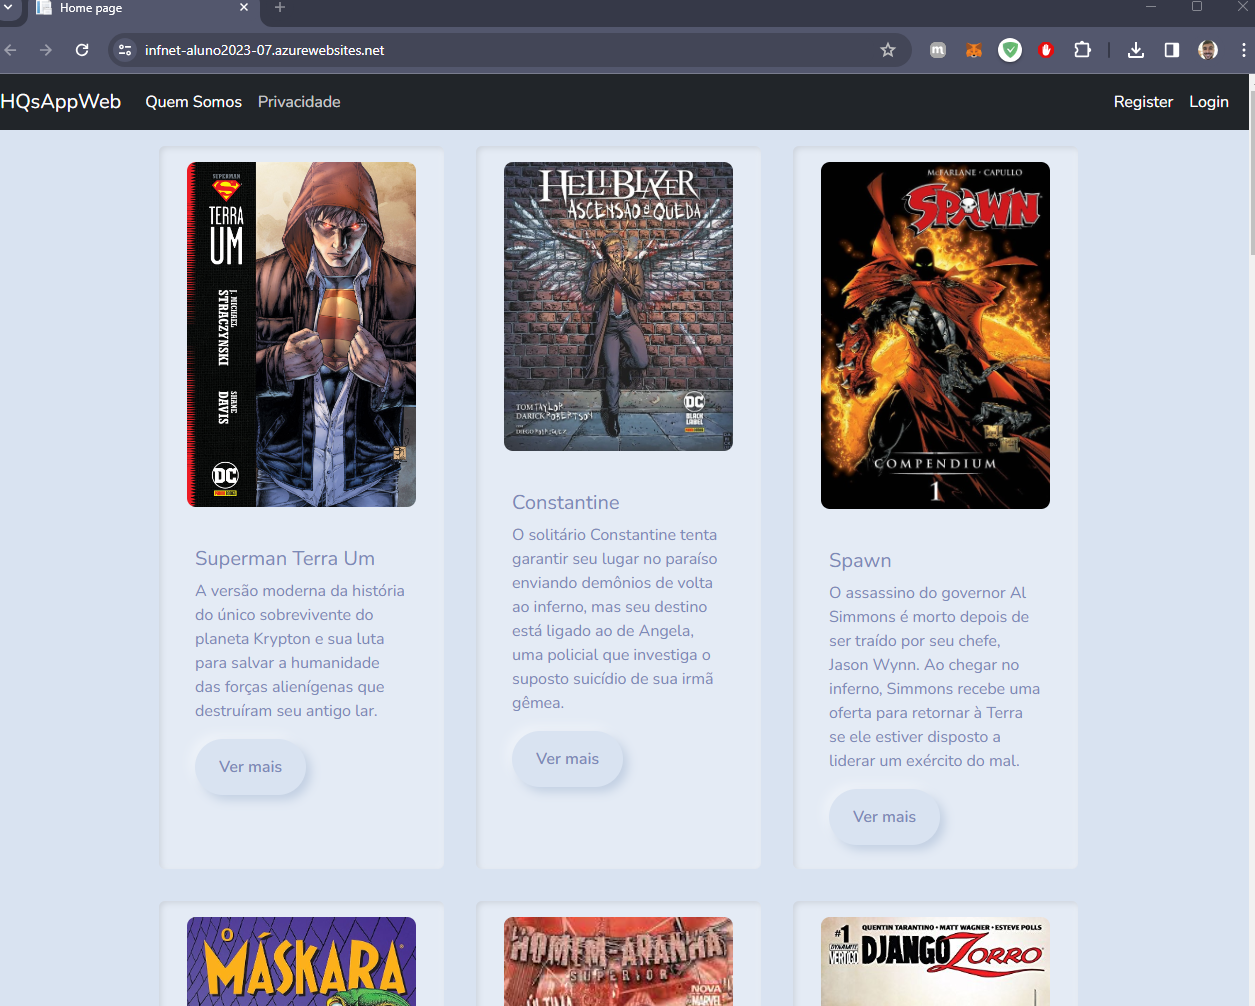 Home page
infnet-aluno2023-07.azurewebsites.net
HQsAppWeb
Quem Somos
Privacidade
Register
Login
SUPERMAN
TERRA
UM
J. MICHAEL
STRACZYNSKI
SHANE
DAVIS
DC
HELLBLAZER
ASCENSÃO & QUEDA
TOM TAYLOR
DARICK ROBERTSON
DIEGO RODRIGUEZ
DC
BLACK
LABEL
McFARLANE · CAPULLO
SPAWN
COMPENDIUM
1
Superman Terra Um
A versão moderna da história
do único sobrevivente do
planeta Krypton e sua luta
para salvar a humanidade
das forças alienígenas que
destruíram seu antigo lar.
Ver mais
Constantine
O solitário Constantine tenta
garantir seu lugar no paraíso
enviando demônios de volta
ao inferno, mas seu destino
está ligado ao de Angela,
uma policial que investiga o
suposto suicídio de sua irmã
gêmea.
Ver mais
Spawn
O assassino do governor Al
Simmons é morto depois de
ser traído por seu chefe,
Jason Wynn. Ao chegar no
inferno, Simmons recebe uma
oferta para retornar à Terra
se ele estiver disposto a
liderar um exército do mal.
Ver mais
O
MÁSKARA
HOMEM-ARANHA
SUPERIOR
ÚLTIMA
NOVA
MARVEL
#1
DYNAMITE
VERTIGO
QUENTIN TARANTINO • MATT WAGNER • ESTEVE POLLS
DJANGO
ZORRO